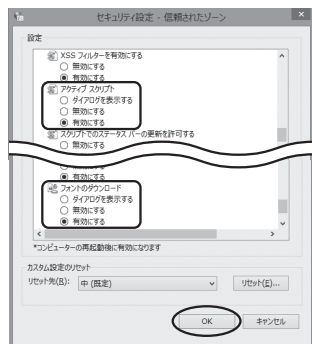 セキュリティ設定 - 信頼されたゾーン
設定
XSS フィルターを有効にする
無効にする
有効にする
アクティブ スクリプト
ダイアログを表示する
無効にする
有効にする
スクリプトでのステータス バーの更新を許可する
無効にする
有効にする
フォントのダウンロード
ダイアログを表示する
無効にする
有効にする
*コンピューターの再起動後に有効になります
カスタム設定のリセット
リセット先(R): 中 (既定) リセット(E)...
OK キャンセル